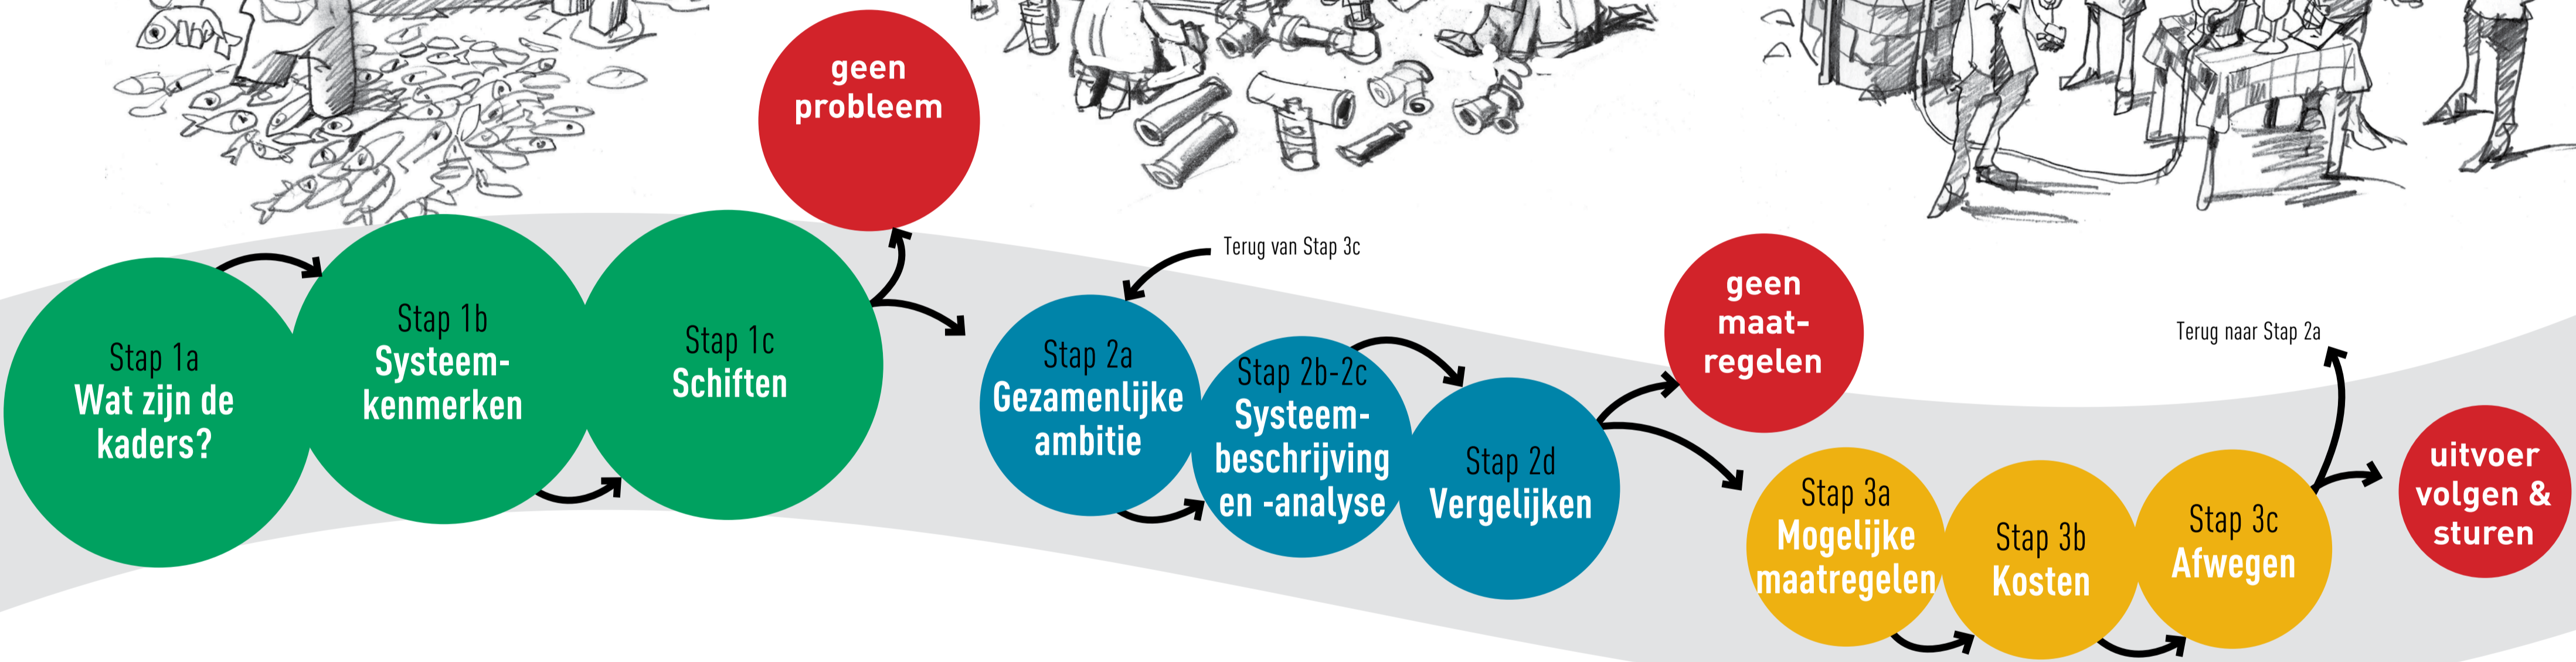 Stap 1a
Wat zijn de
kaders?
Stap 1b
Systeem-
kenmerken
Stap 1c
Schiften
geen
probleem
Terug van Stap 3c
Stap 2a
Gezamenlijke
ambitie
Stap 2b-2c
Systeem-
beschrijving
en -analyse
Stap 2d
Vergelijken
geen
maat-
regelen
Stap 3a
Mogelijke
maatregelen
Stap 3b
Kosten
Stap 3c
Afwegen
Terug naar Stap 2a
uitvoer
volgen &
sturen